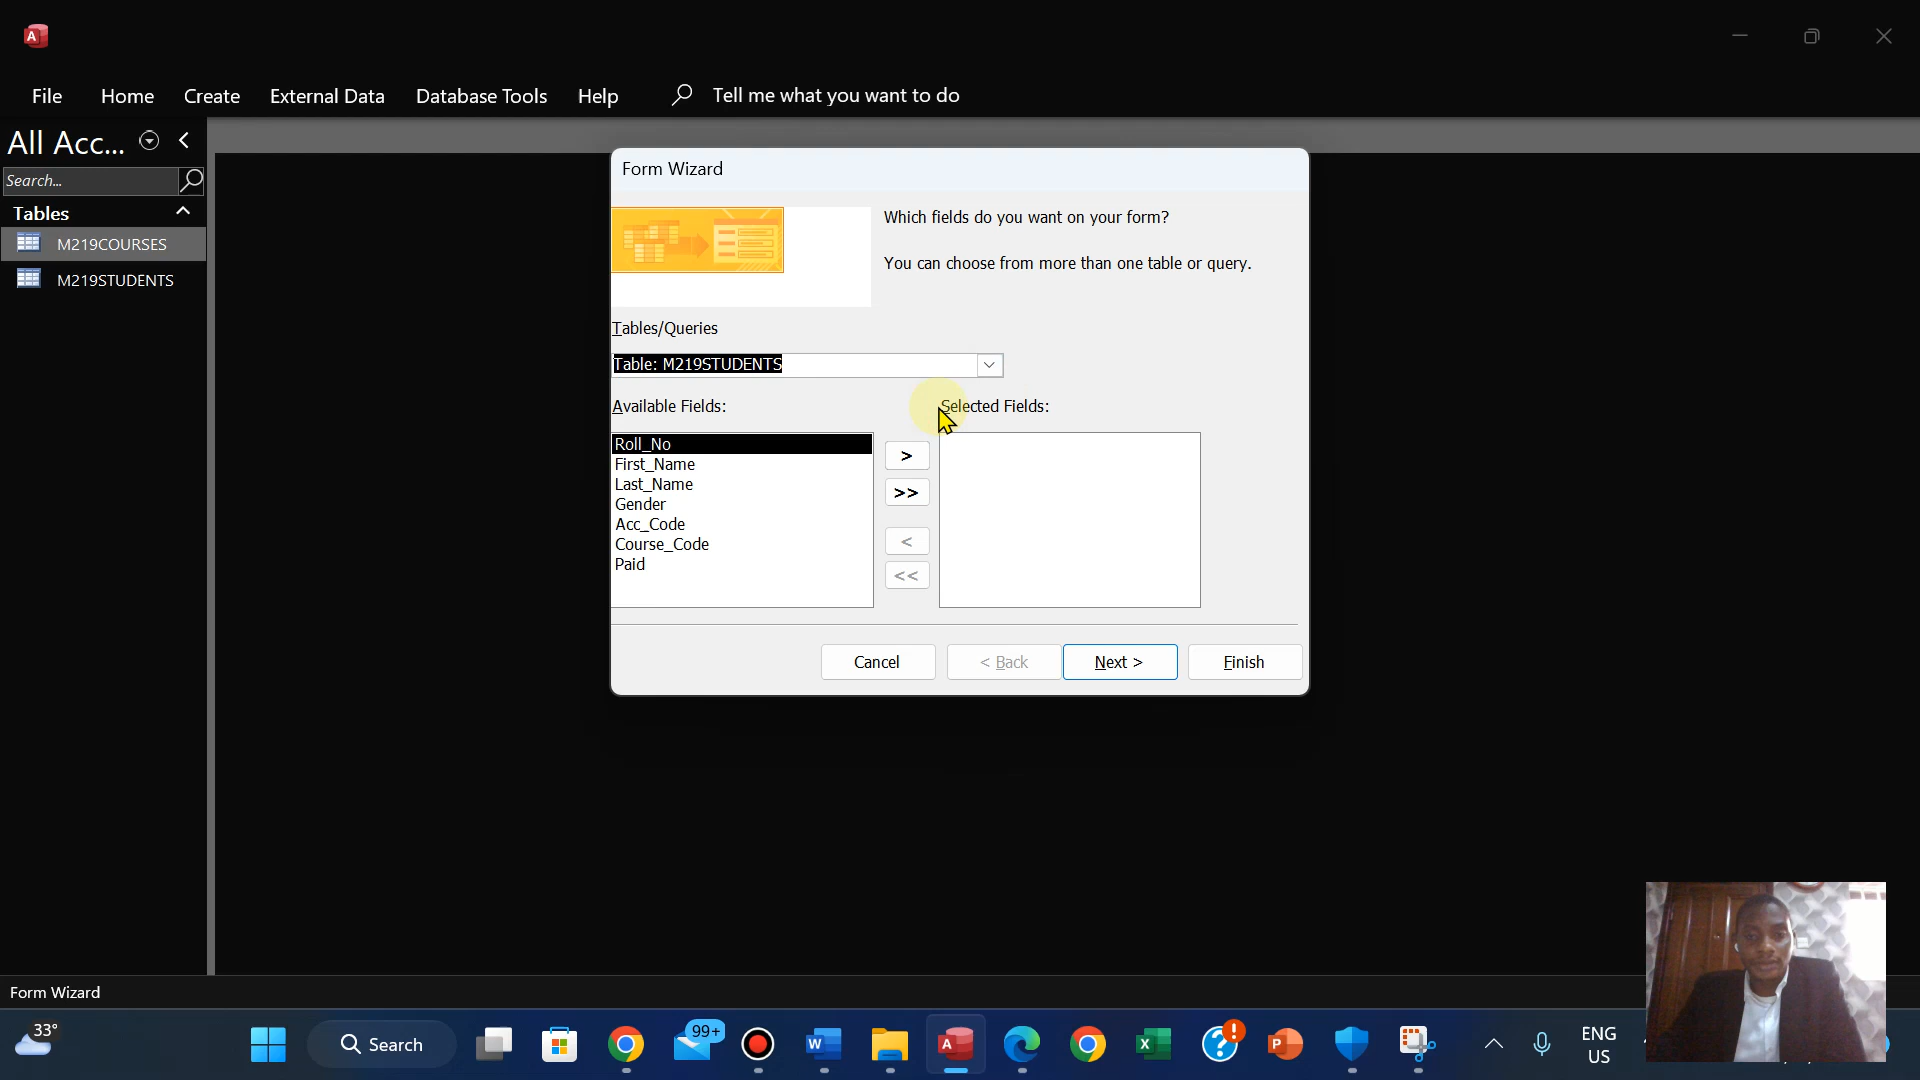 File Home Create External Data Database Tools Help Tell me what you want to do
All Acc...
Search...
Tables
M219COURSES
M219STUDENTS
Form Wizard
Which fields do you want on your form?
You can choose from more than one table or query.
Tables/Queries
Table: M219STUDENTS
Available Fields: Selected Fields:
Roll_No
First_Name
Last_Name
Gender
Acc_Code
Course_Code
Paid
>
>>
<
<<
Cancel < Back Next > Finish
Form Wizard
33°
Search
99+
ENG
US